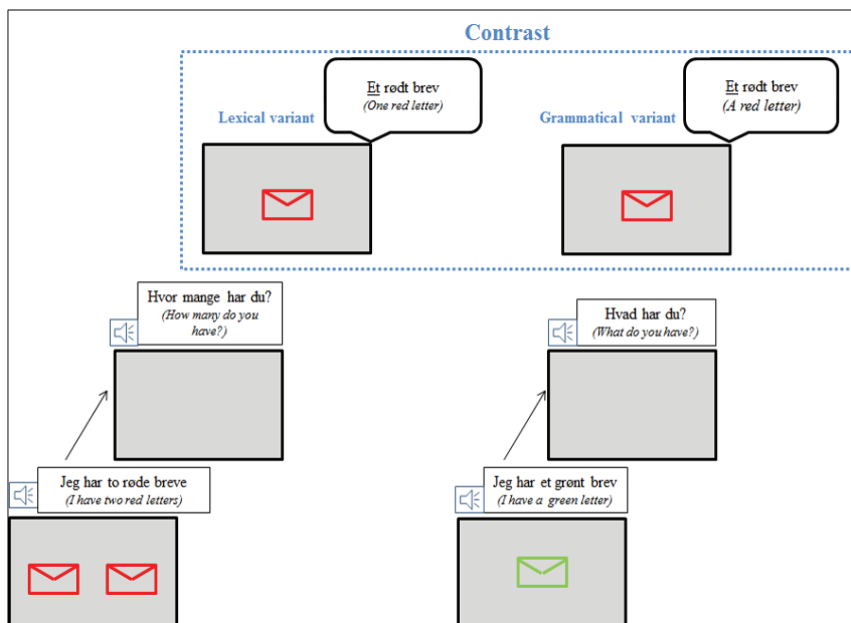 Contrast
Et rødt brev
(One red letter)
Lexical variant
Et rødt brev
(A red letter)
Grammatical variant
Hvor mange har du?
(How many do you
have?)
Hvad har du?
(What do you have?)
Jeg har to røde breve
(I have two red letters)
Jeg har et grønt brev
(I have a green letter)